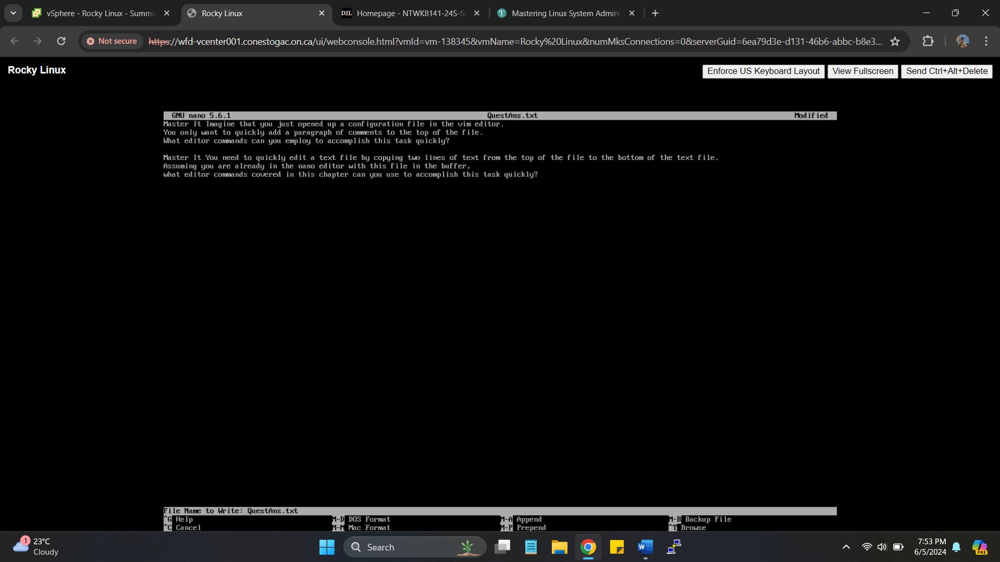 vSphere - Rocky Linux - Summa
Rocky Linux
D2L Homepage - NTWK8141-24S-S
Mastering Linux System Admini
Not secure
https://wfd-vcenter001.conestogac.on.ca/ui/webconsole.html?vmId=vm-138345&vmName=Rocky%20Linux&numMksConnections=0&serverGuid=6ea79d3e-d131-46b6-abbc-b8e3...
Rocky Linux
Enforce US Keyboard Layout
View Fullscreen
Send Ctrl+Alt+Delete
GNU nano 5.6.1 QuestAns.txt Modified
Master It Imagine that you just opened up a configuration file in the vim editor.
You only want to quickly add a paragraph of comments to the top of the file.
What editor commands can you employ to accomplish this task quickly?
Master It You need to quickly edit a text file by copying two lines of text from the top of the file to the bottom of the text file.
Assuming you are already in the nano editor with this file in the buffer,
what editor commands covered in this chapter can you use to accomplish this task quickly?
File Name to Write: QuestAns.txt
^G Help M-D DOS Format M-A Append M-B Backup File
^C Cancel M-M Mac Format M-P Prepend ^T Browse
1
23°C
Cloudy
Search
W
PRE
7:53 PM
6/5/2024